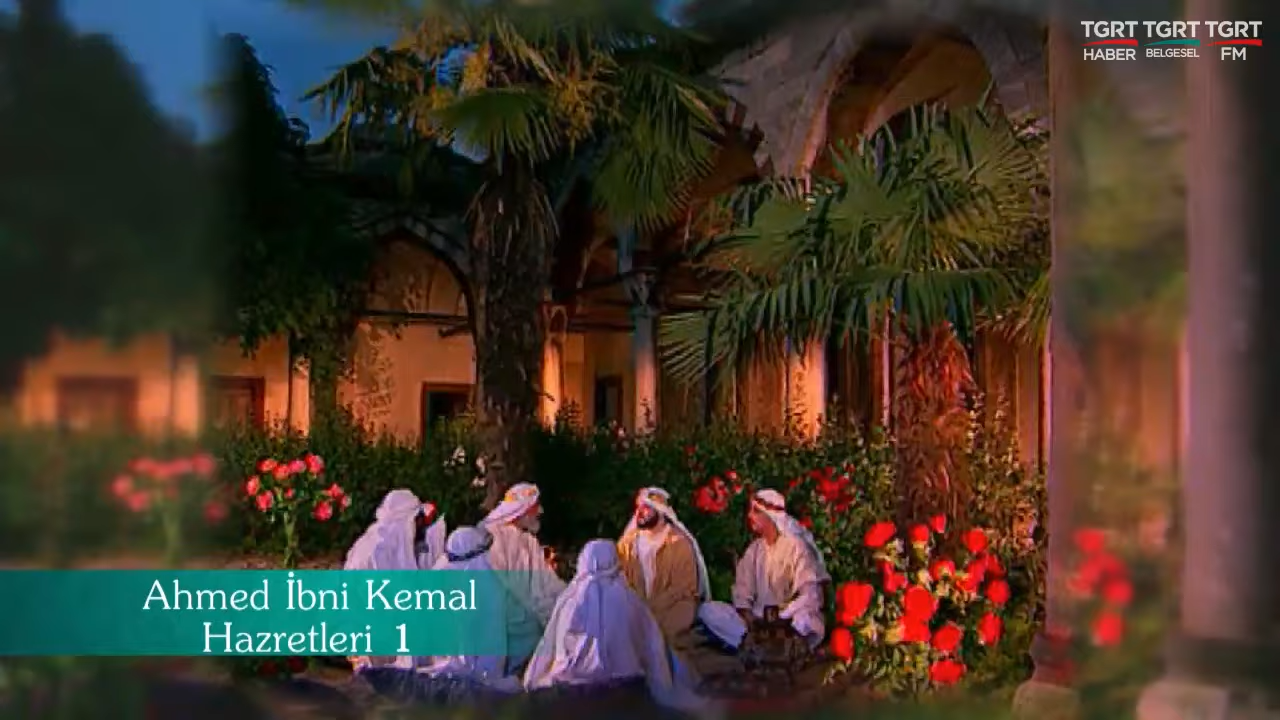 TGRT TGRT TGRT
HABER BELGESEL FM
Ahmed İbni Kemal
Hazretleri 1